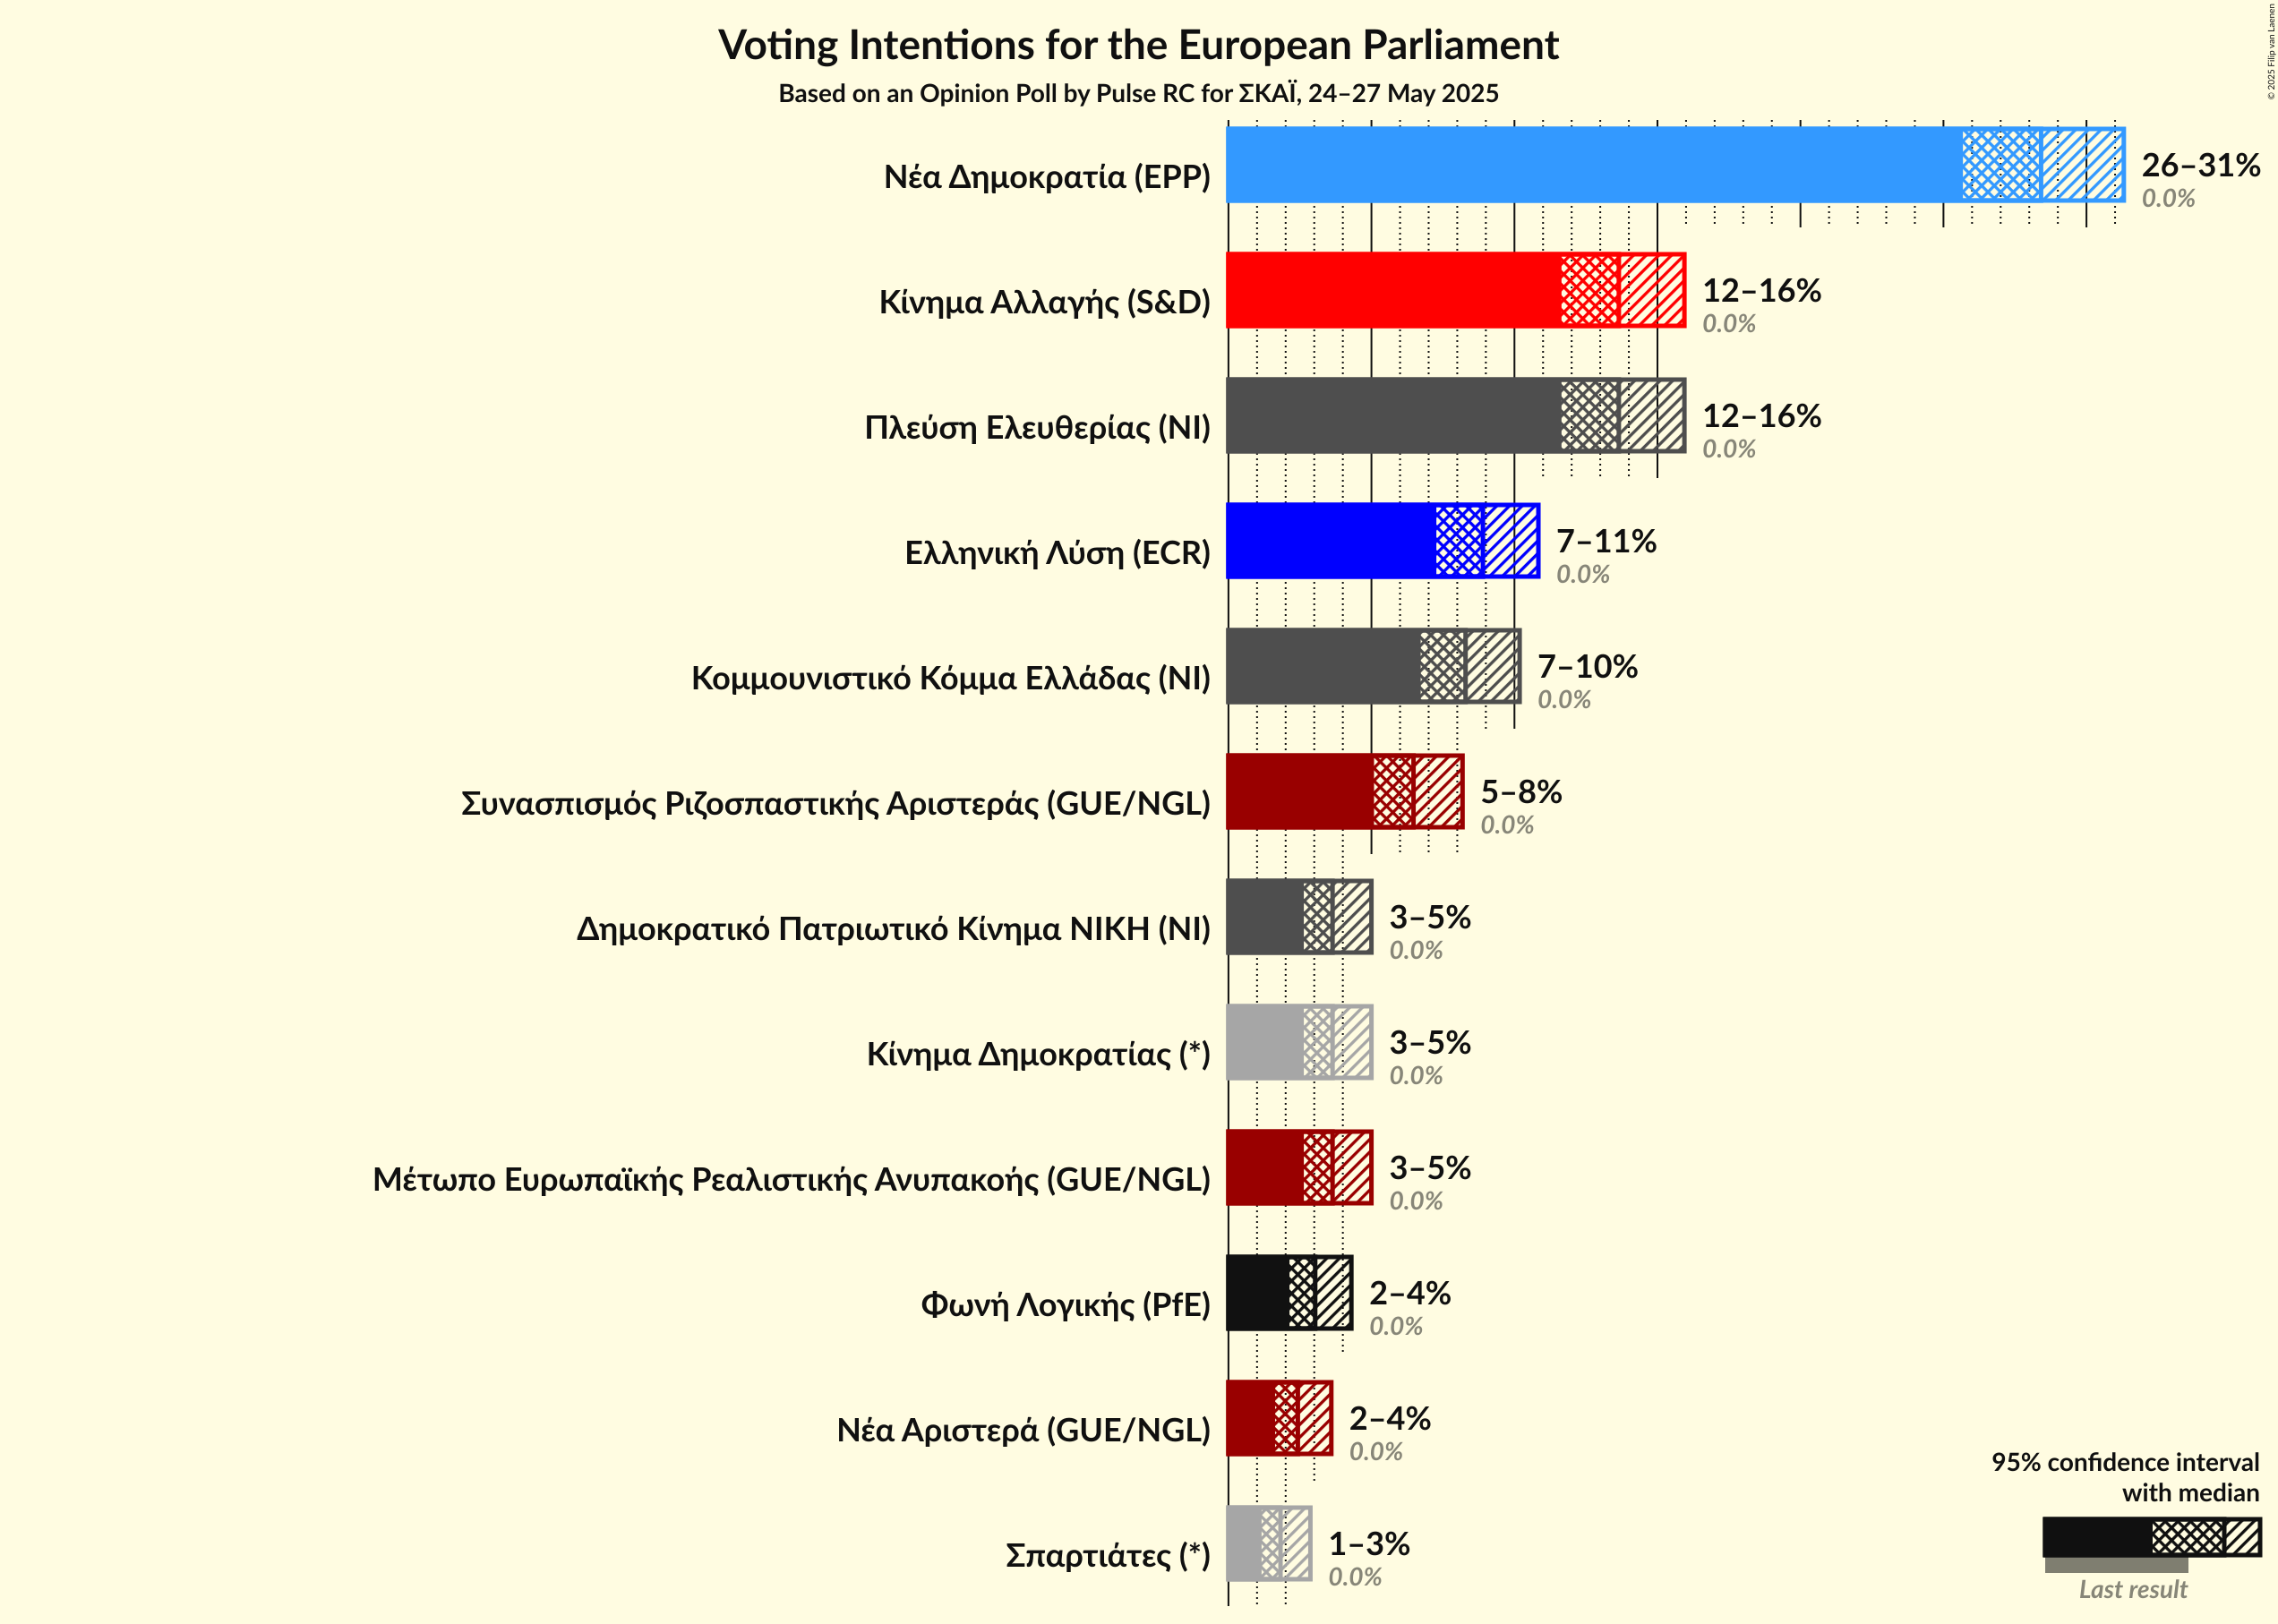 Voting Intentions for the European Parliament
Based on an Opinion Poll by Pulse RC for ΣΚΑΪ, 24–27 May 2025
© 2025 Filip van Laenen
Νέα Δημοκρατία (EPP)
26–31%
0.0%
Κίνημα Αλλαγής (S&D)
12–16%
0.0%
Πλεύση Ελευθερίας (NI)
12–16%
0.0%
Ελληνική Λύση (ECR)
7–11%
0.0%
Κομμουνιστικό Κόμμα Ελλάδας (NI)
7–10%
0.0%
Συνασπισμός Ριζοσπαστικής Αριστεράς (GUE/NGL)
5–8%
0.0%
Δημοκρατικό Πατριωτικό Κίνημα ΝΙΚΗ (NI)
3–5%
0.0%
Κίνημα Δημοκρατίας (*)
3–5%
0.0%
Μέτωπο Ευρωπαϊκής Ρεαλιστικής Ανυπακοής (GUE/NGL)
3–5%
0.0%
Φωνή Λογικής (PfE)
2–4%
0.0%
Νέα Αριστερά (GUE/NGL)
2–4%
0.0%
Σπαρτιάτες (*)
1–3%
0.0%
95% confidence interval
with median
Last result